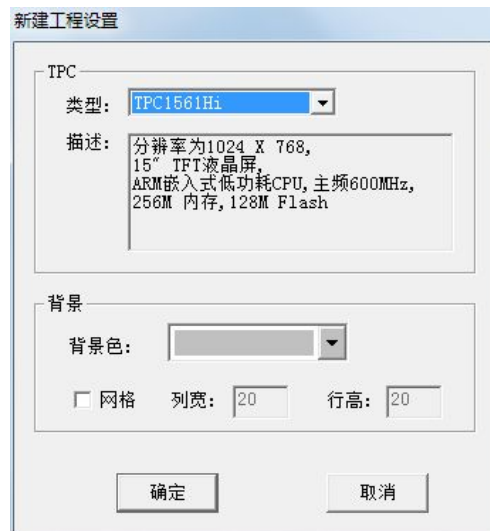 新建工程设置
TPC
类型: TPC1561Hi
描述: 分辨率为1024 X 768,
15″ TFT液晶屏,
ARM嵌入式低功耗CPU,主频600MHz,
256M 内存,128M Flash
背景
背景色:
网格 列宽: 20 行高: 20
确定 取消